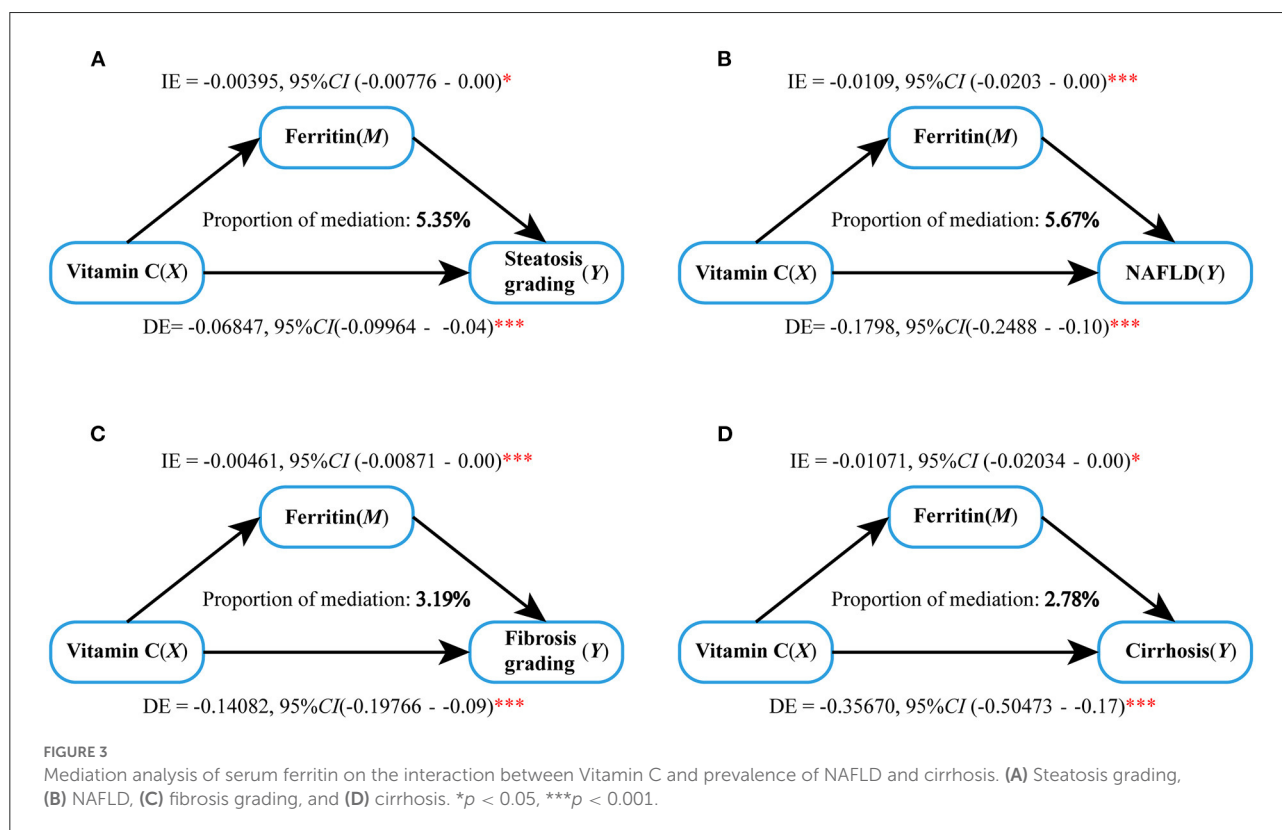 A
IE = -0.00395, 95%CI (-0.00776 - 0.00)*
Ferritin(M)
Proportion of mediation: 5.35%
Vitamin C(X)
Steatosis
grading (Y)
DE= -0.06847, 95%CI(-0.09964 - -0.04)***
B
IE = -0.0109, 95%CI (-0.0203 - 0.00)***
Ferritin(M)
Proportion of mediation: 5.67%
Vitamin C(X)
NAFLD(Y)
DE= -0.1798, 95%CI(-0.2488 - -0.10)***
C
IE = -0.00461, 95%CI (-0.00871 - 0.00)***
Ferritin(M)
Proportion of mediation: 3.19%
Vitamin C(X)
Fibrosis
grading (Y)
DE = -0.14082, 95%CI(-0.19766 - -0.09)***
D
IE = -0.01071, 95%CI (-0.02034 - 0.00)*
Ferritin(M)
Proportion of mediation: 2.78%
Vitamin C(X)
Cirrhosis(Y)
DE = -0.35670, 95%CI (-0.50473 - -0.17)***
FIGURE 3
Mediation analysis of serum ferritin on the interaction between Vitamin C and prevalence of NAFLD and cirrhosis. (A) Steatosis grading,
(B) NAFLD, (C) fibrosis grading, and (D) cirrhosis. *p < 0.05, ***p < 0.001.